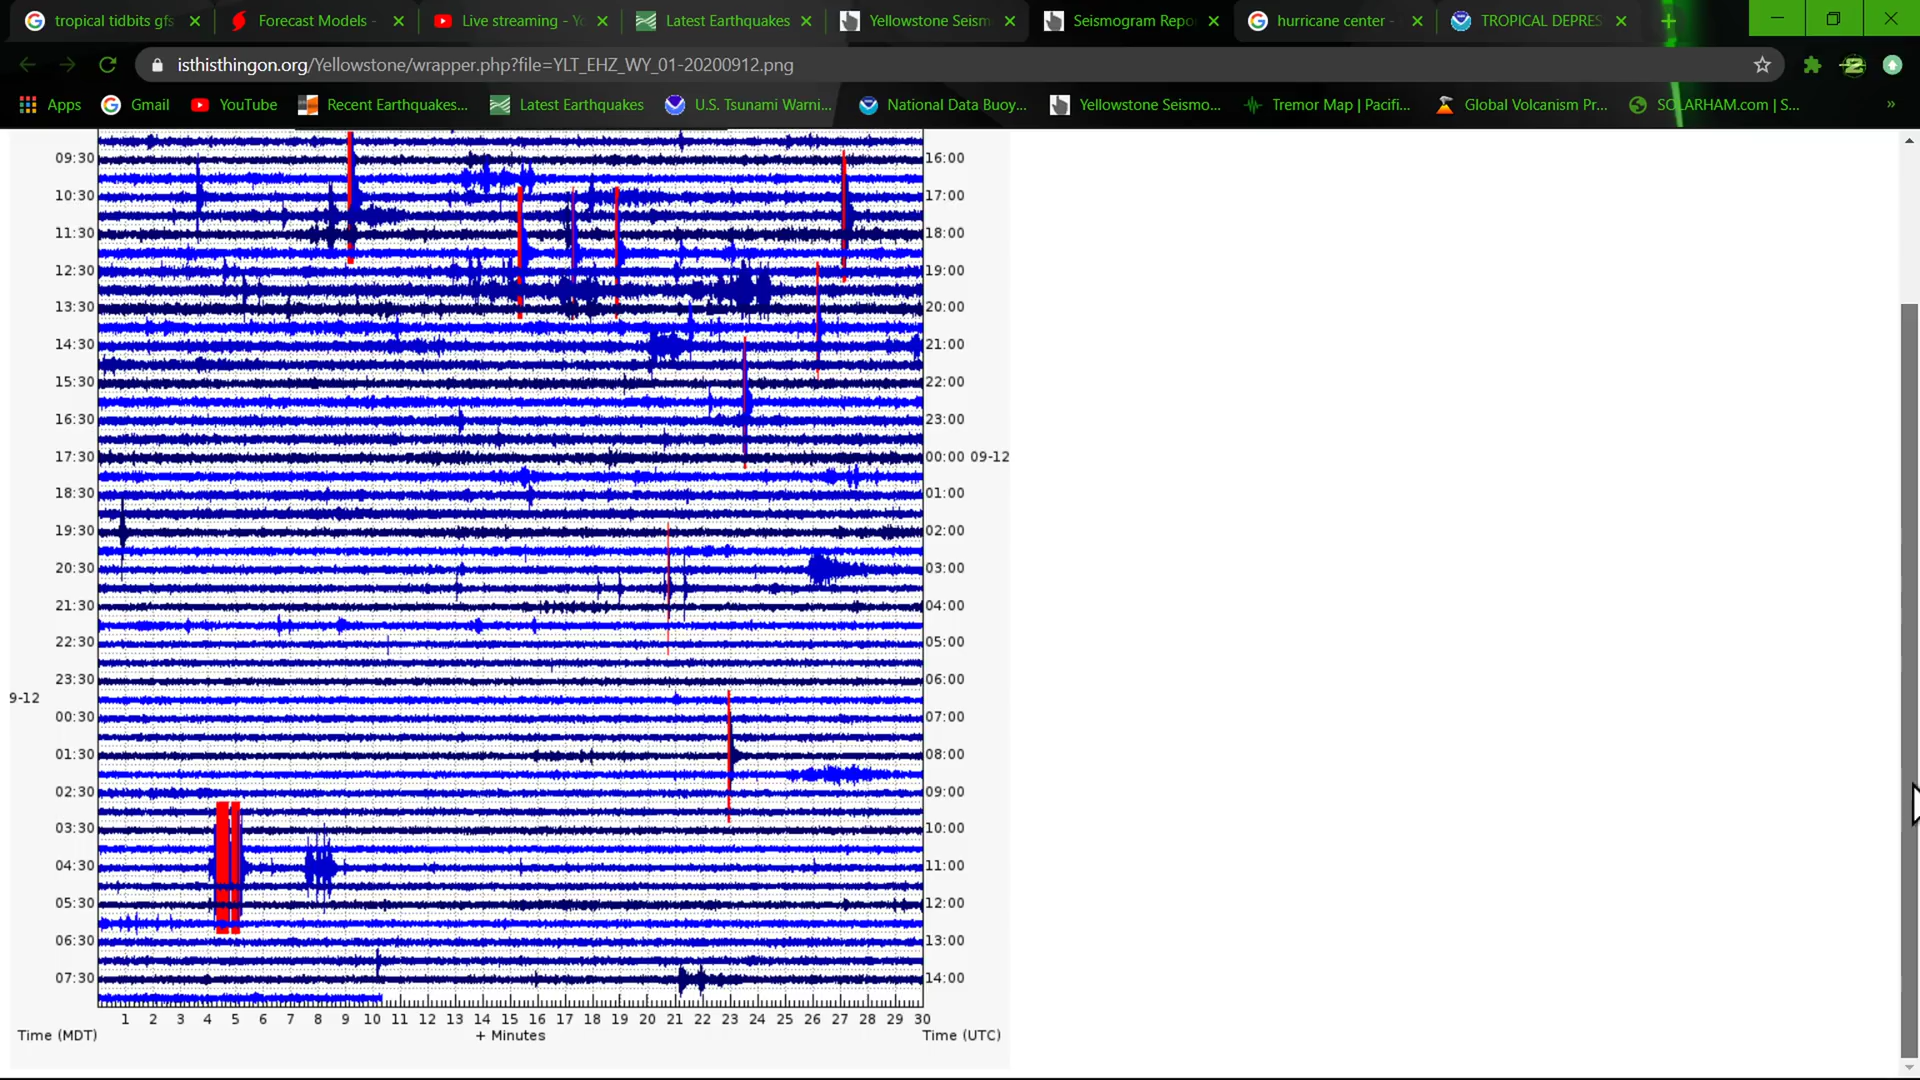 tropical tidbits gfs
Forecast Models -
Live streaming - Yo
Latest Earthquakes
Yellowstone Seism
Seismogram Repo
hurricane center -
TROPICAL DEPRES
isthisthingon.org/Yellowstone/wrapper.php?file=YLT_EHZ_WY_01-20200912.png
Apps
Gmail
YouTube
Recent Earthquakes...
Latest Earthquakes
U.S. Tsunami Warni...
National Data Buoy...
Yellowstone Seismo...
Tremor Map | Pacifi...
Global Volcanism Pr...
SOLARHAM.com | S...
»
09:30 16:00
10:30 17:00
11:30 18:00
12:30 19:00
13:30 20:00
14:30 21:00
15:30 22:00
16:30 23:00
17:30 00:00 09-12
18:30 01:00
19:30 02:00
20:30 03:00
21:30 04:00
22:30 05:00
23:30 06:00
9-12
00:30 07:00
01:30 08:00
02:30 09:00
03:30 10:00
04:30 11:00
05:30 12:00
06:30 13:00
07:30 14:00
1 2 3 4 5 6 7 8 9 10 11 12 13 14 15 16 17 18 19 20 21 22 23 24 25 26 27 28 29 30
Time (MDT) + Minutes Time (UTC)